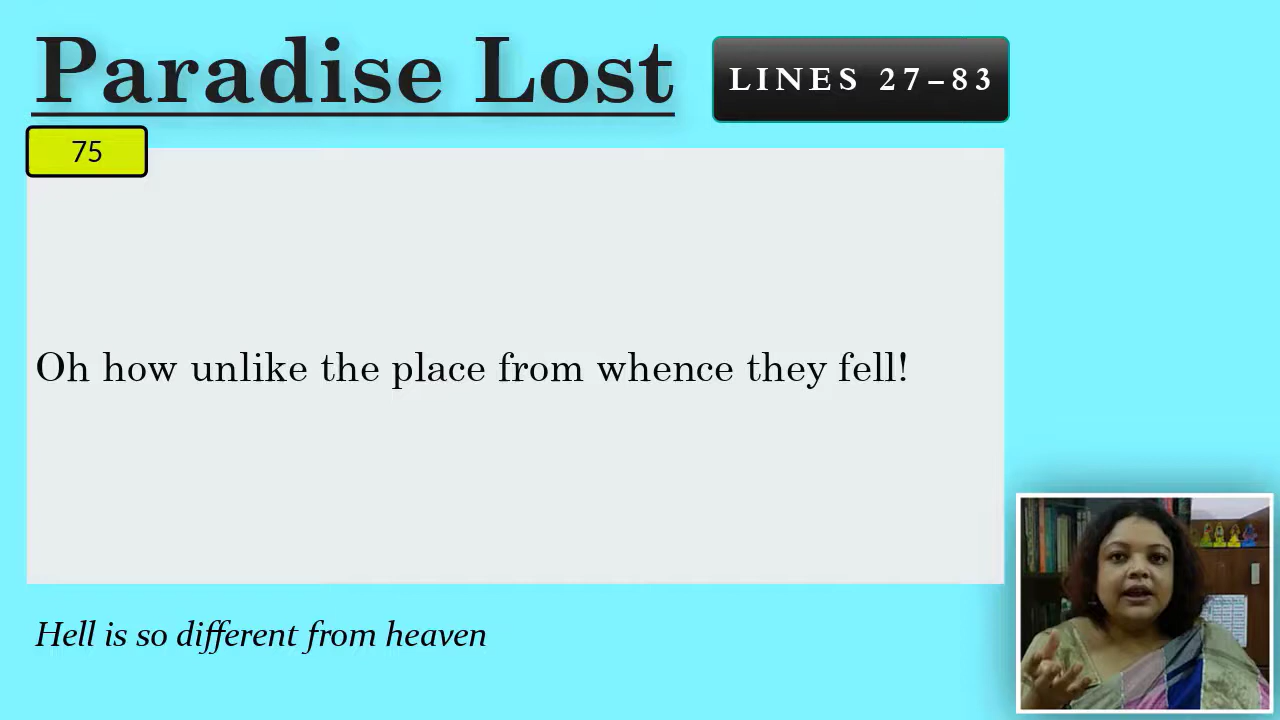 Paradise Lost
LINES 27–83
75
Oh how unlike the place from whence they fell!
Hell is so different from heaven